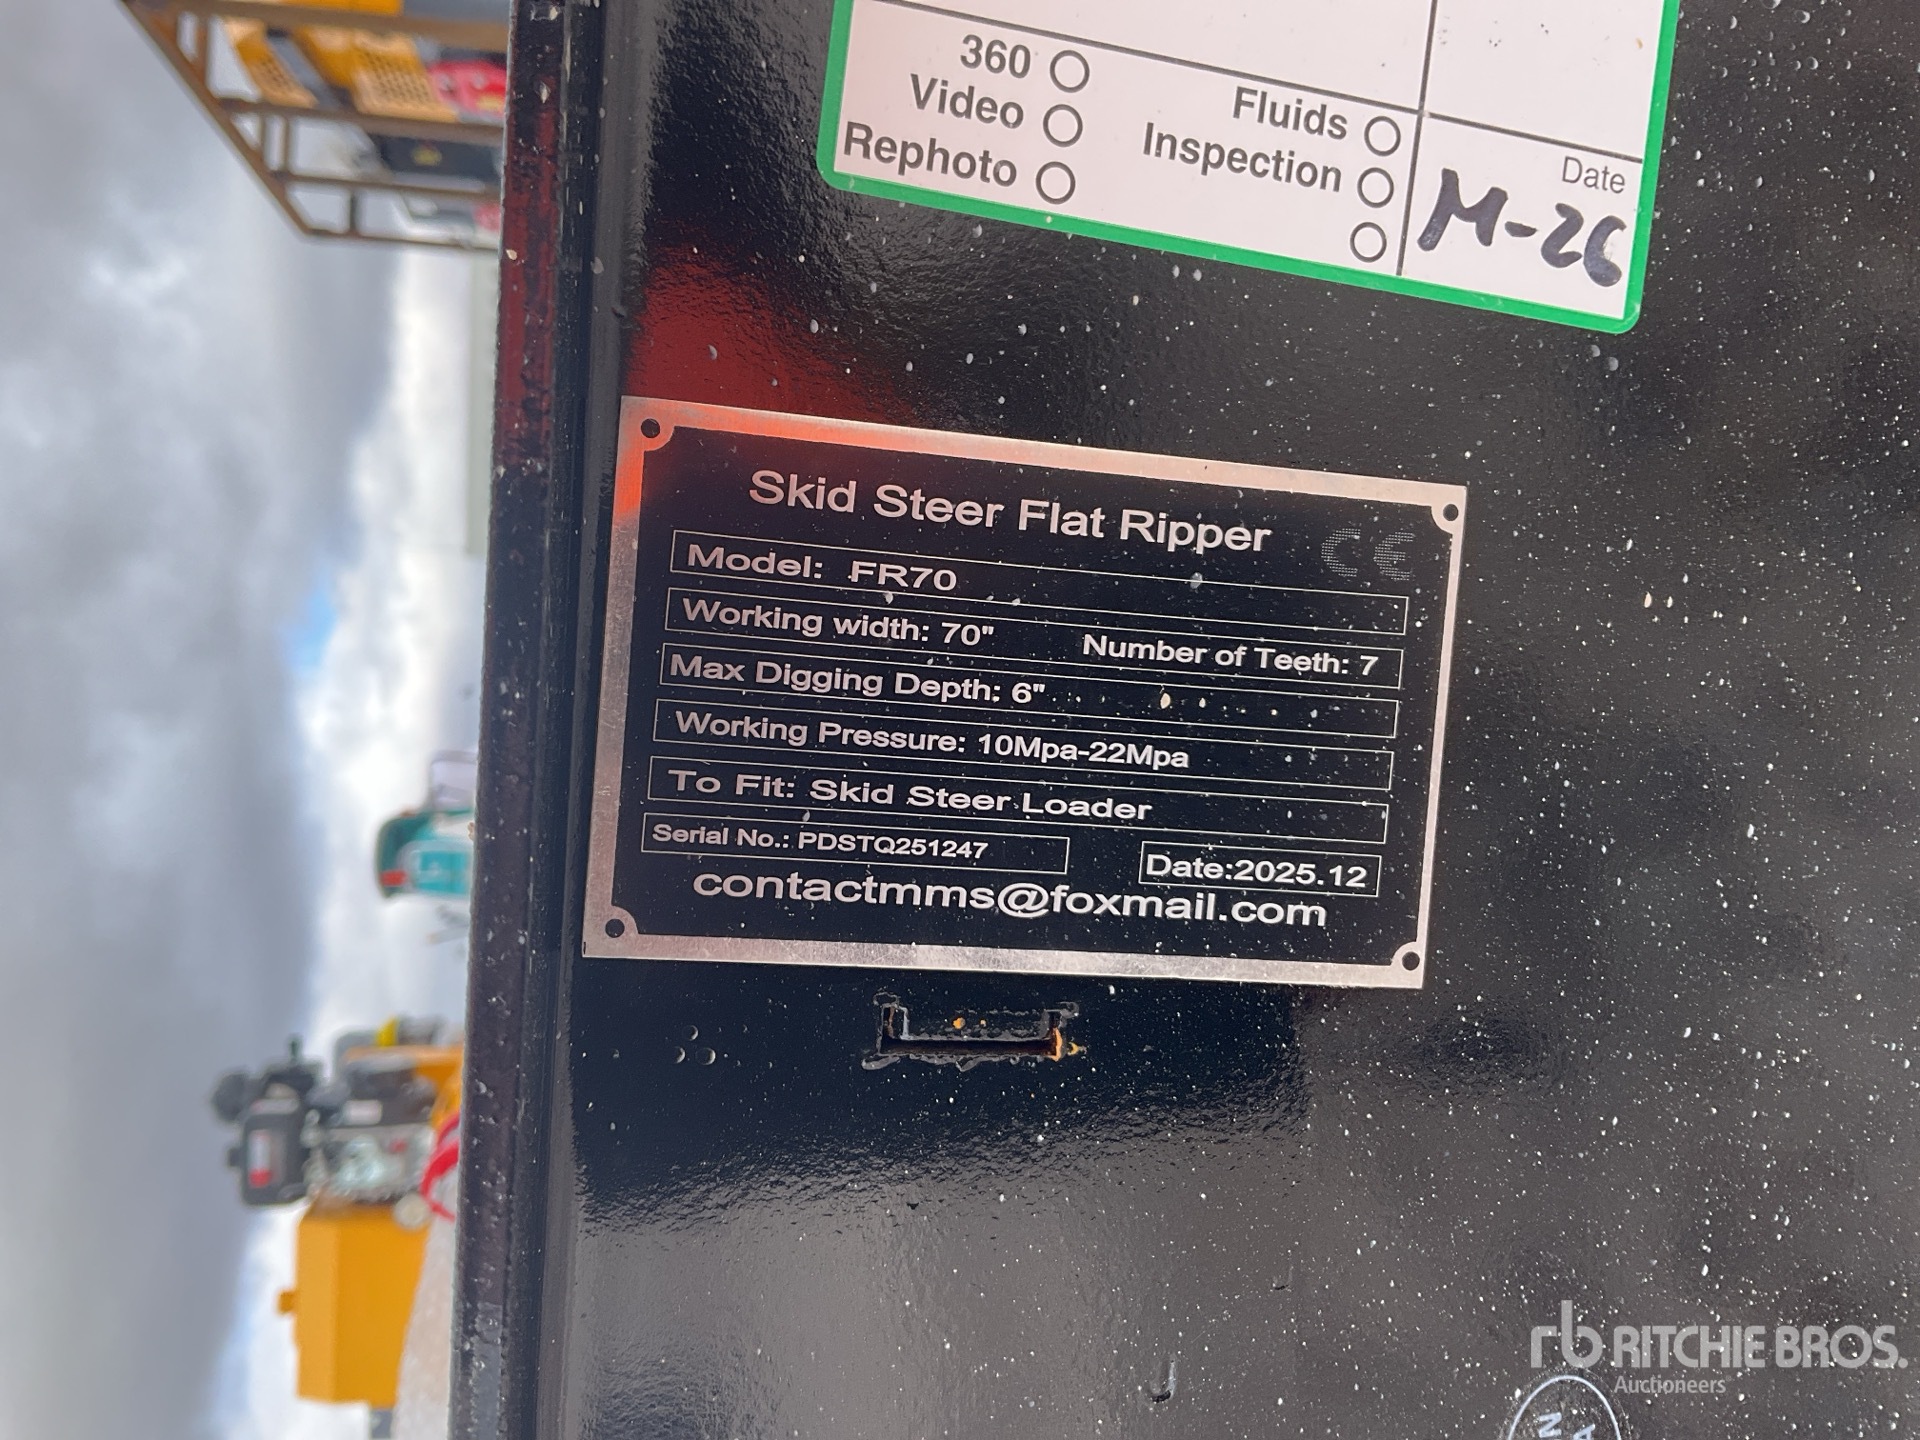 360
Video
Rephoto
Fluids
Inspection
Date
M-26
Skid Steer Flat Ripper
CE
Model: FR70
Working width: 70" Number of Teeth: 7
Max Digging Depth: 6"
Working Pressure: 10Mpa-22Mpa
To Fit: Skid Steer Loader
Serial No.: PDSTQ251247 Date:2025.12
contactmms@foxmail.com
rb RITCHIE BROS.
Auctioneers